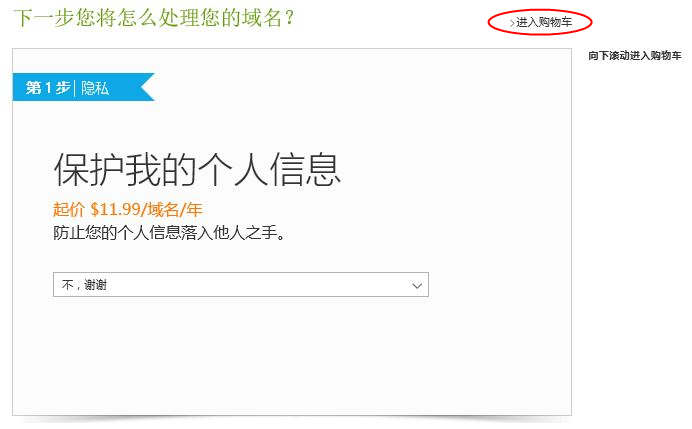 下一步您将怎么处理您的域名？
>进入购物车
向下滚动进入购物车
第 1 步 隐私
保护我的个人信息
起价 $11.99/域名/年
防止您的个人信息落入他人之手。
不，谢谢